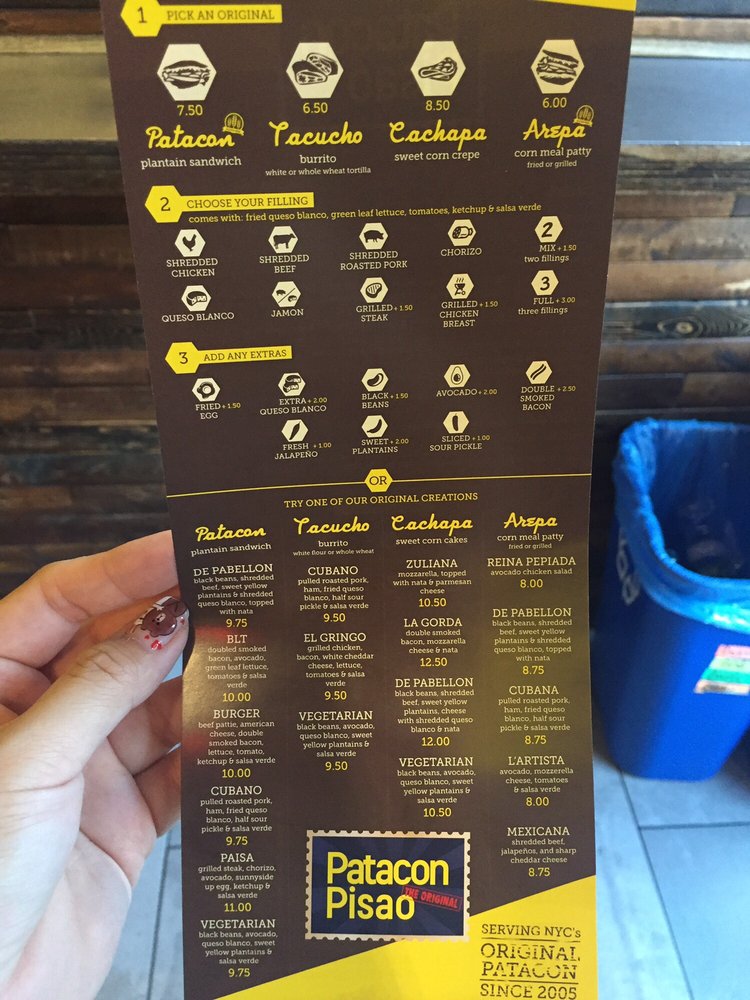 1 PICK AN ORIGINAL
7.50
Patacon
plantain sandwich
6.50
Tacucho
burrito
white or whole wheat tortilla
8.50
Cachapa
sweet corn crepe
6.00
Arepa
corn meal patty
fried or grilled
2 CHOOSE YOUR FILLING
comes with: fried queso blanco, green leaf lettuce, tomatoes, ketchup & salsa verde
SHREDDED
CHICKEN
SHREDDED
BEEF
SHREDDED
ROASTED PORK
CHORIZO
2
MIX + 1.50
two fillings
QUESO BLANCO
JAMON
GRILLED + 1.50
STEAK
GRILLED + 1.50
CHICKEN
BREAST
3
FULL + 3.00
three fillings
3 ADD ANY EXTRAS
FRIED + 1.50
EGG
EXTRA + 2.00
QUESO BLANCO
BLACK + 1.50
BEANS
AVOCADO + 2.00
DOUBLE + 2.50
SMOKED
BACON
FRESH + 1.00
JALAPEÑO
SWEET + 2.00
PLANTAINS
SLICED + 1.00
SOUR PICKLE
OR
TRY ONE OF OUR ORIGINAL CREATIONS
Patacon
plantain sandwich
DE PABELLON
black beans, shredded
beef, sweet yellow
plantains & shredded
queso blanco, topped
with nata
9.75
BLT
doubled smoked
bacon, avocado,
green leaf lettuce,
tomatoes & salsa
verde
10.00
BURGER
beef pattie, american
cheese, double
smoked bacon,
lettuce, tomato,
ketchup & salsa verde
10.00
CUBANO
pulled roasted pork,
ham, fried queso
blanco, half sour
pickle & salsa verde
9.75
PAISA
grilled steak, chorizo,
avocado, sunnyside
up egg, ketchup &
salsa verde
11.00
VEGETARIAN
black beans, avocado,
queso blanco, sweet
yellow plantains &
salsa verde
9.75
Tacucho
burrito
white flour or whole wheat
CUBANO
pulled roasted pork,
ham, fried queso
blanco, half sour
pickle & salsa verde
9.50
EL GRINGO
grilled chicken,
bacon, white cheddar
cheese, lettuce,
tomatoes & salsa
verde
9.50
VEGETARIAN
black beans, avocado,
queso blanco, sweet
yellow plantains &
salsa verde
9.50
Cachapa
sweet corn cakes
ZULIANA
mozzarella, topped
with nata & parmesan
cheese
10.50
LA GORDA
double smoked
bacon, mozzarella
cheese & nata
12.50
DE PABELLON
black beans, shredded
beef, sweet yellow
plantains, cheese
with shredded queso
blanco & nata
12.00
VEGETARIAN
black beans, avocado,
queso blanco, sweet
yellow plantains &
salsa verde
10.50
Arepa
corn meal patty
fried or grilled
REINA PEPIADA
avocado chicken salad
8.00
DE PABELLON
black beans, shredded
beef, sweet yellow
plantains & shredded
queso blanco, topped
with nata
8.75
CUBANA
pulled roasted pork,
ham, fried queso
blanco, half sour
pickle & salsa verde
8.75
L'ARTISTA
avocado, mozzerella
cheese, tomatoes
& salsa verde
8.00
MEXICANA
shredded beef,
jalapeños, and sharp
cheddar cheese
8.75
Patacon
Pisao
THE ORIGINAL
SERVING NYC's
ORIGINAL
PATACON
SINCE 2005